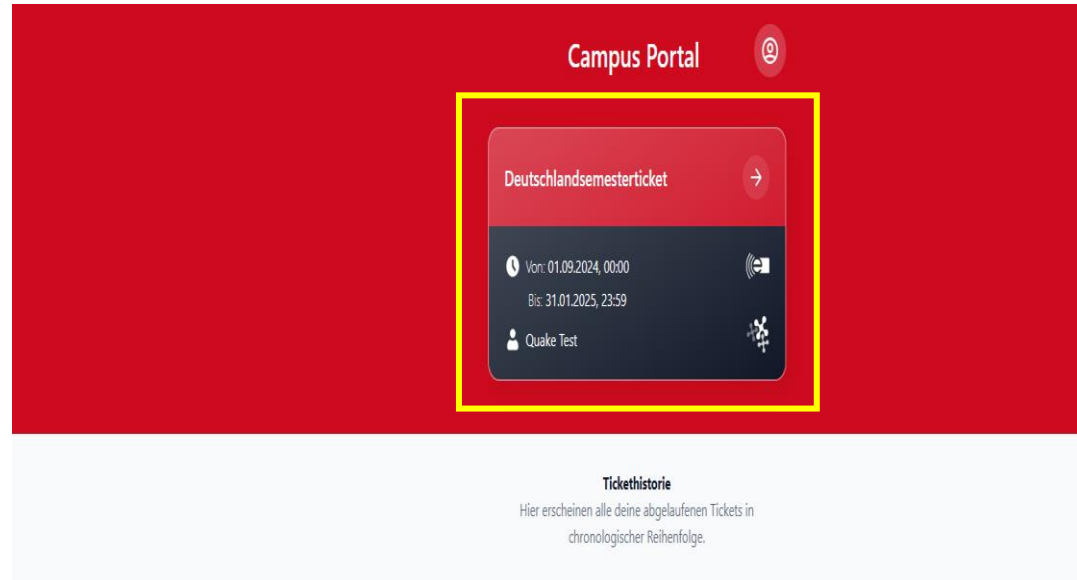 Campus Portal
Deutschlandsemesterticket
Von: 01.09.2024, 00:00
Bis: 31.01.2025, 23:59
Quake Test
Tickethistorie
Hier erscheinen alle deine abgelaufenen Tickets in
chronologischer Reihenfolge.